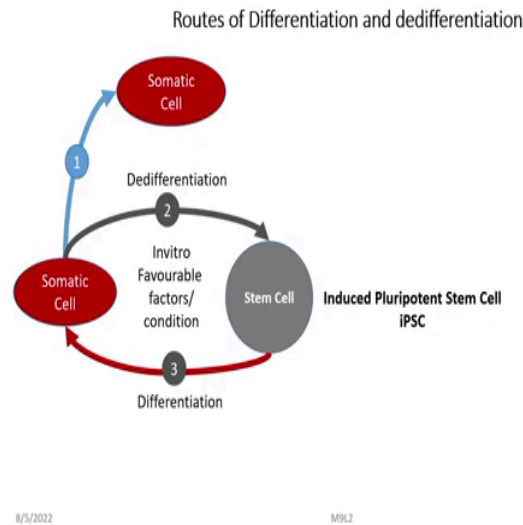 Routes of Differentiation and dedifferentiation
Somatic
Cell
1
Dedifferentiation
2
Invitro
Favourable
factors/
condition
Somatic
Cell
Stem Cell
Induced Pluripotent Stem Cell
iPSC
3
Differentiation
8/5/2022
M9L2